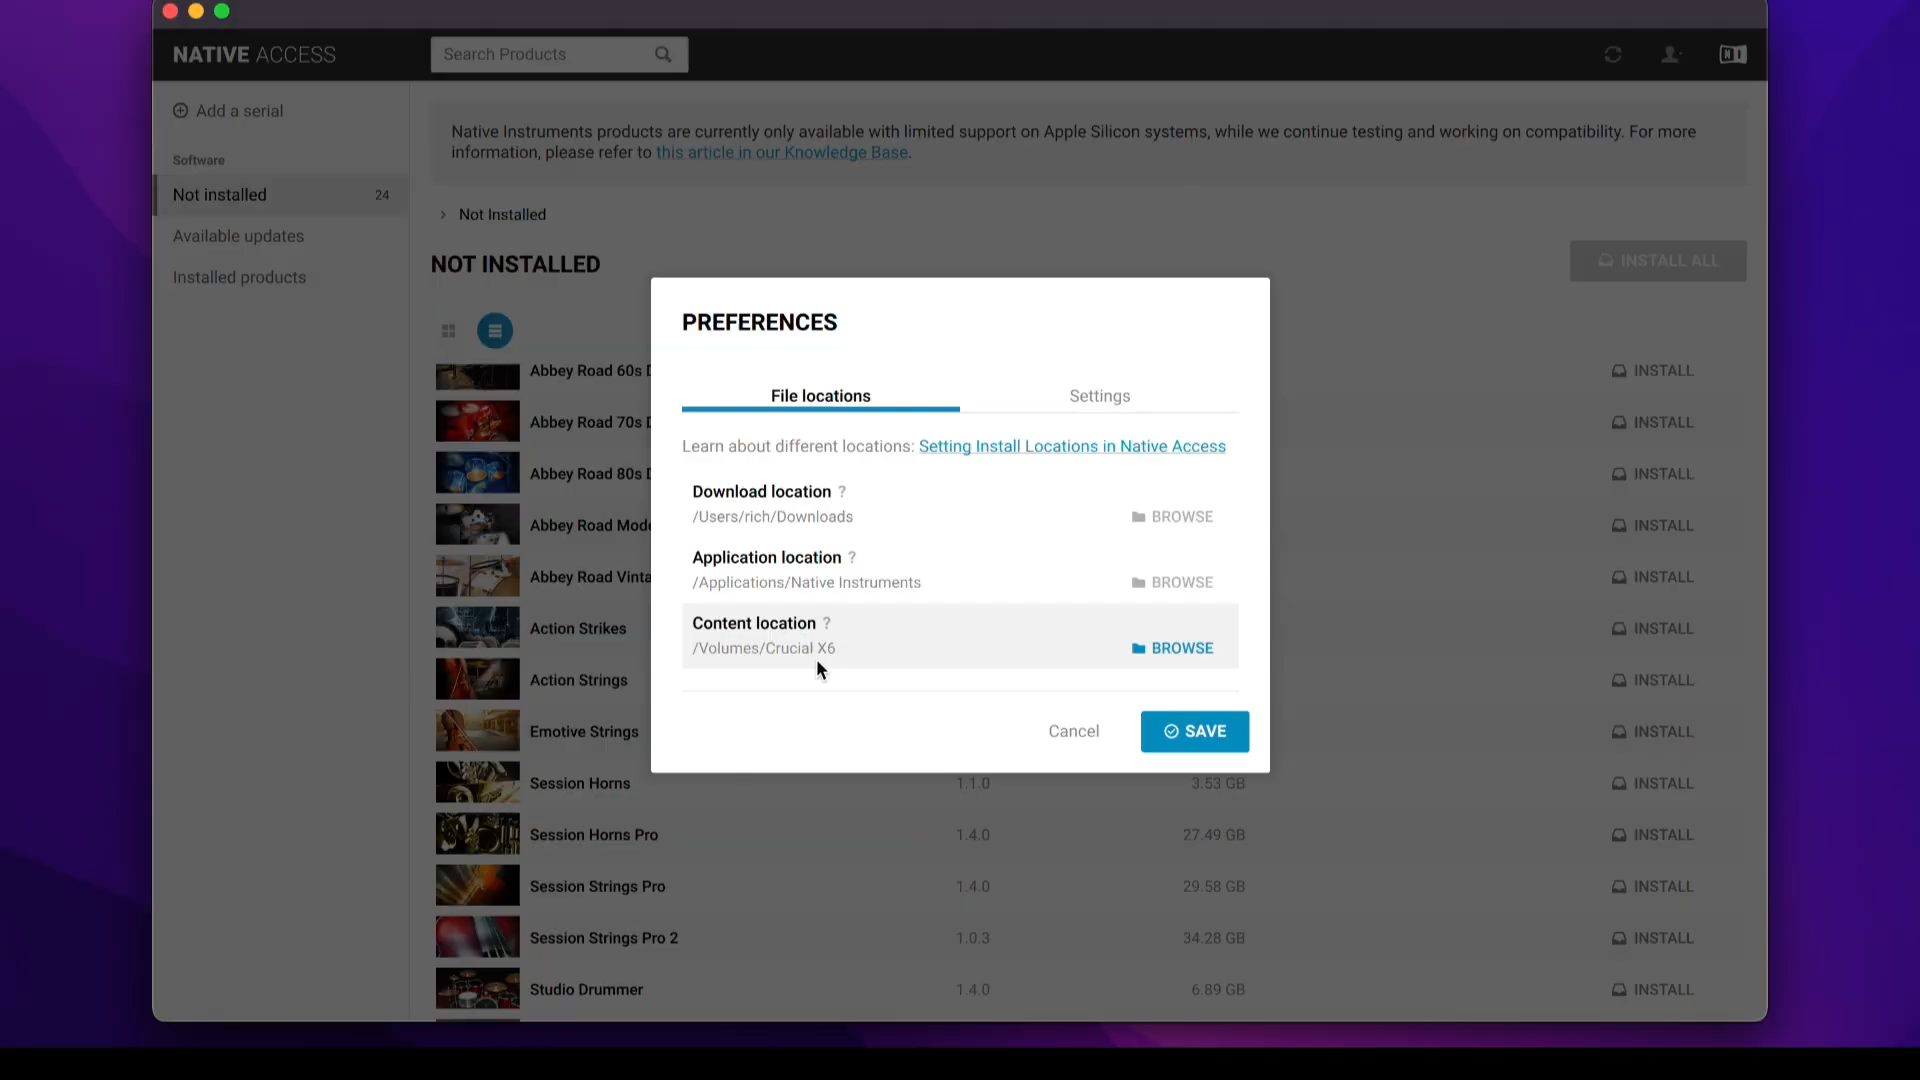 NATIVE ACCESS
Search Products
Add a serial
Software
Not installed 24
Available updates
Installed products
Native Instruments products are currently only available with limited support on Apple Silicon systems, while we continue testing and working on compatibility. For more
information, please refer to this article in our Knowledge Base.
Not Installed
NOT INSTALLED
INSTALL ALL
PREFERENCES
File locations
Settings
Learn about different locations: Setting Install Locations in Native Access
Download location ?
/Users/rich/Downloads
BROWSE
Application location ?
/Applications/Native Instruments
BROWSE
Content location ?
/Volumes/Crucial X6
BROWSE
Cancel
SAVE
Abbey Road 60s D INSTALL
Abbey Road 70s D INSTALL
Abbey Road 80s D INSTALL
Abbey Road Mode INSTALL
Abbey Road Vinta INSTALL
Action Strikes INSTALL
Action Strings INSTALL
Emotive Strings INSTALL
Session Horns 1.1.0 3.53 GB INSTALL
Session Horns Pro 1.4.0 27.49 GB INSTALL
Session Strings Pro 1.4.0 29.58 GB INSTALL
Session Strings Pro 2 1.0.3 34.28 GB INSTALL
Studio Drummer 1.4.0 6.89 GB INSTALL